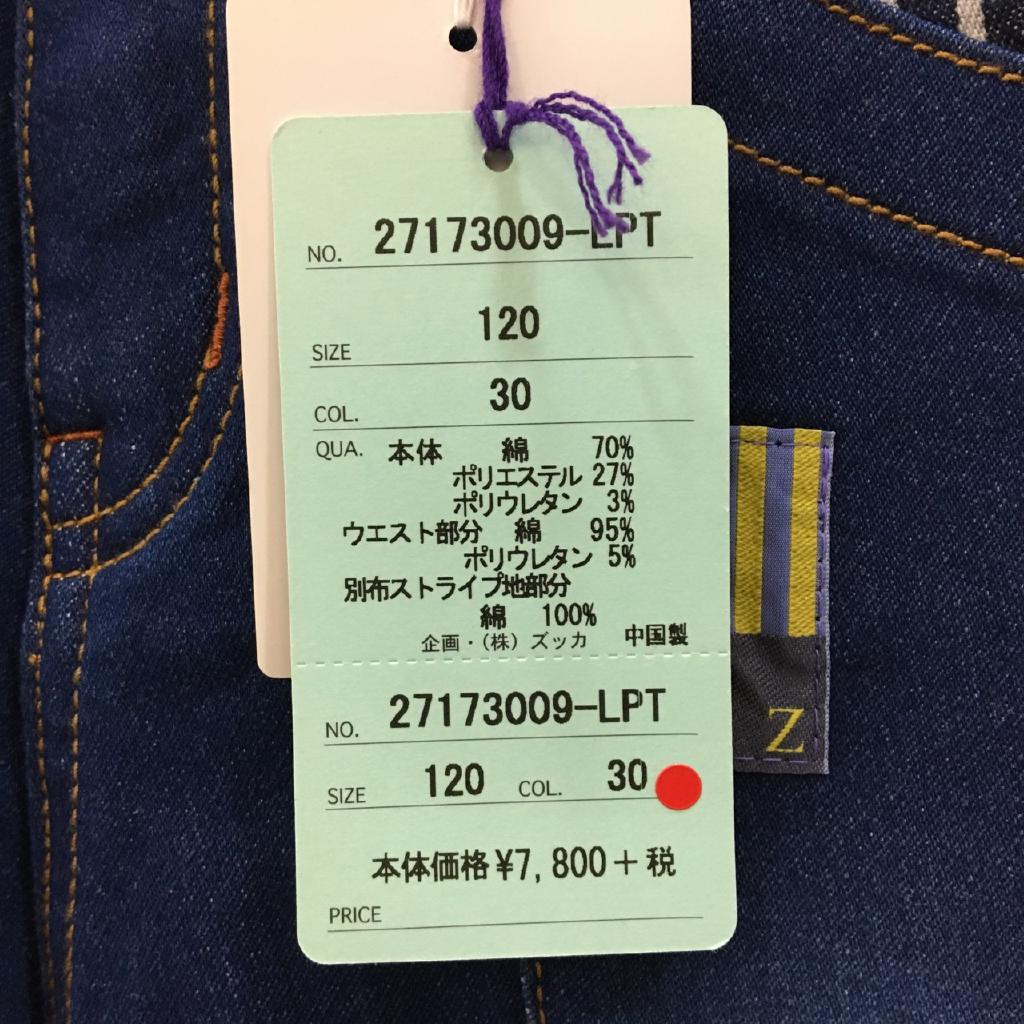 NO. 27173009-LPT
SIZE 120
COL. 30
QUA. 本体 綿 70%
ポリエステル 27%
ポリウレタン 3%
ウエスト部分 綿 95%
ポリウレタン 5%
別布ストライプ地部分
綿 100%
企画・(株) ズッカ 中国製
NO. 27173009-LPT
SIZE 120 COL. 30
本体価格¥7,800+税
PRICE
Z